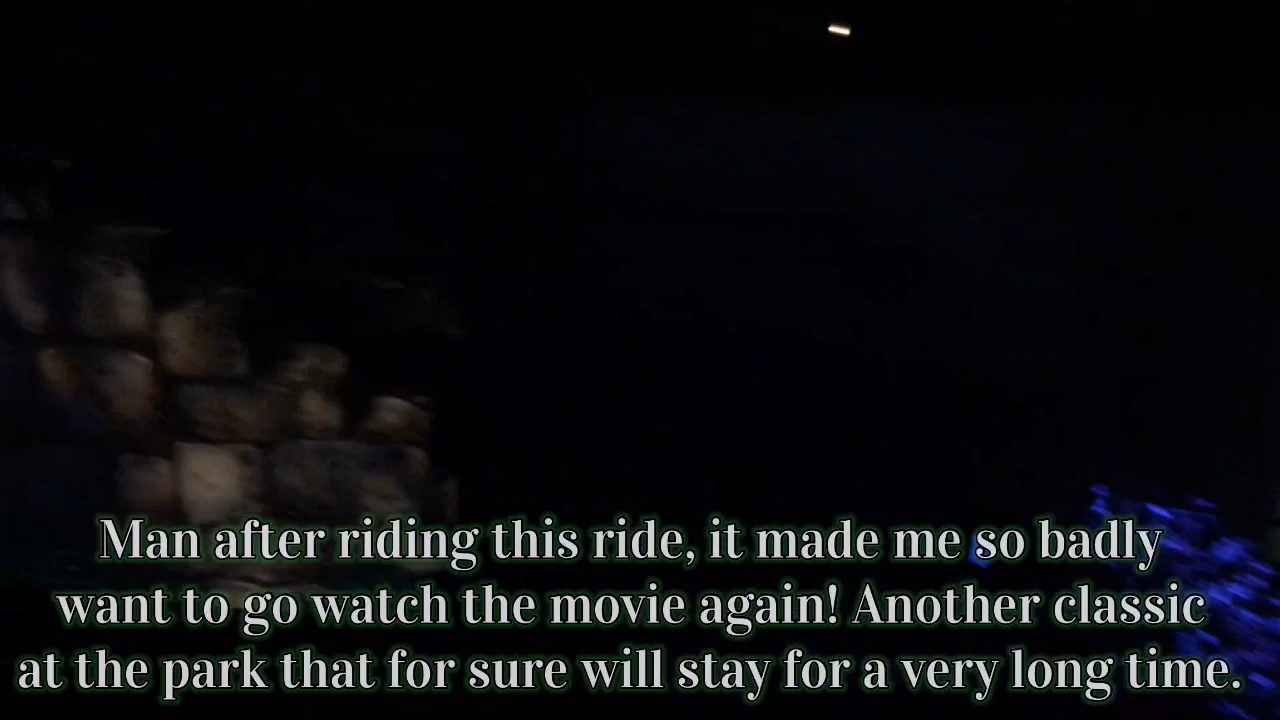 Man after riding this ride, it made me so badly
want to go watch the movie again! Another classic
at the park that for sure will stay for a very long time.